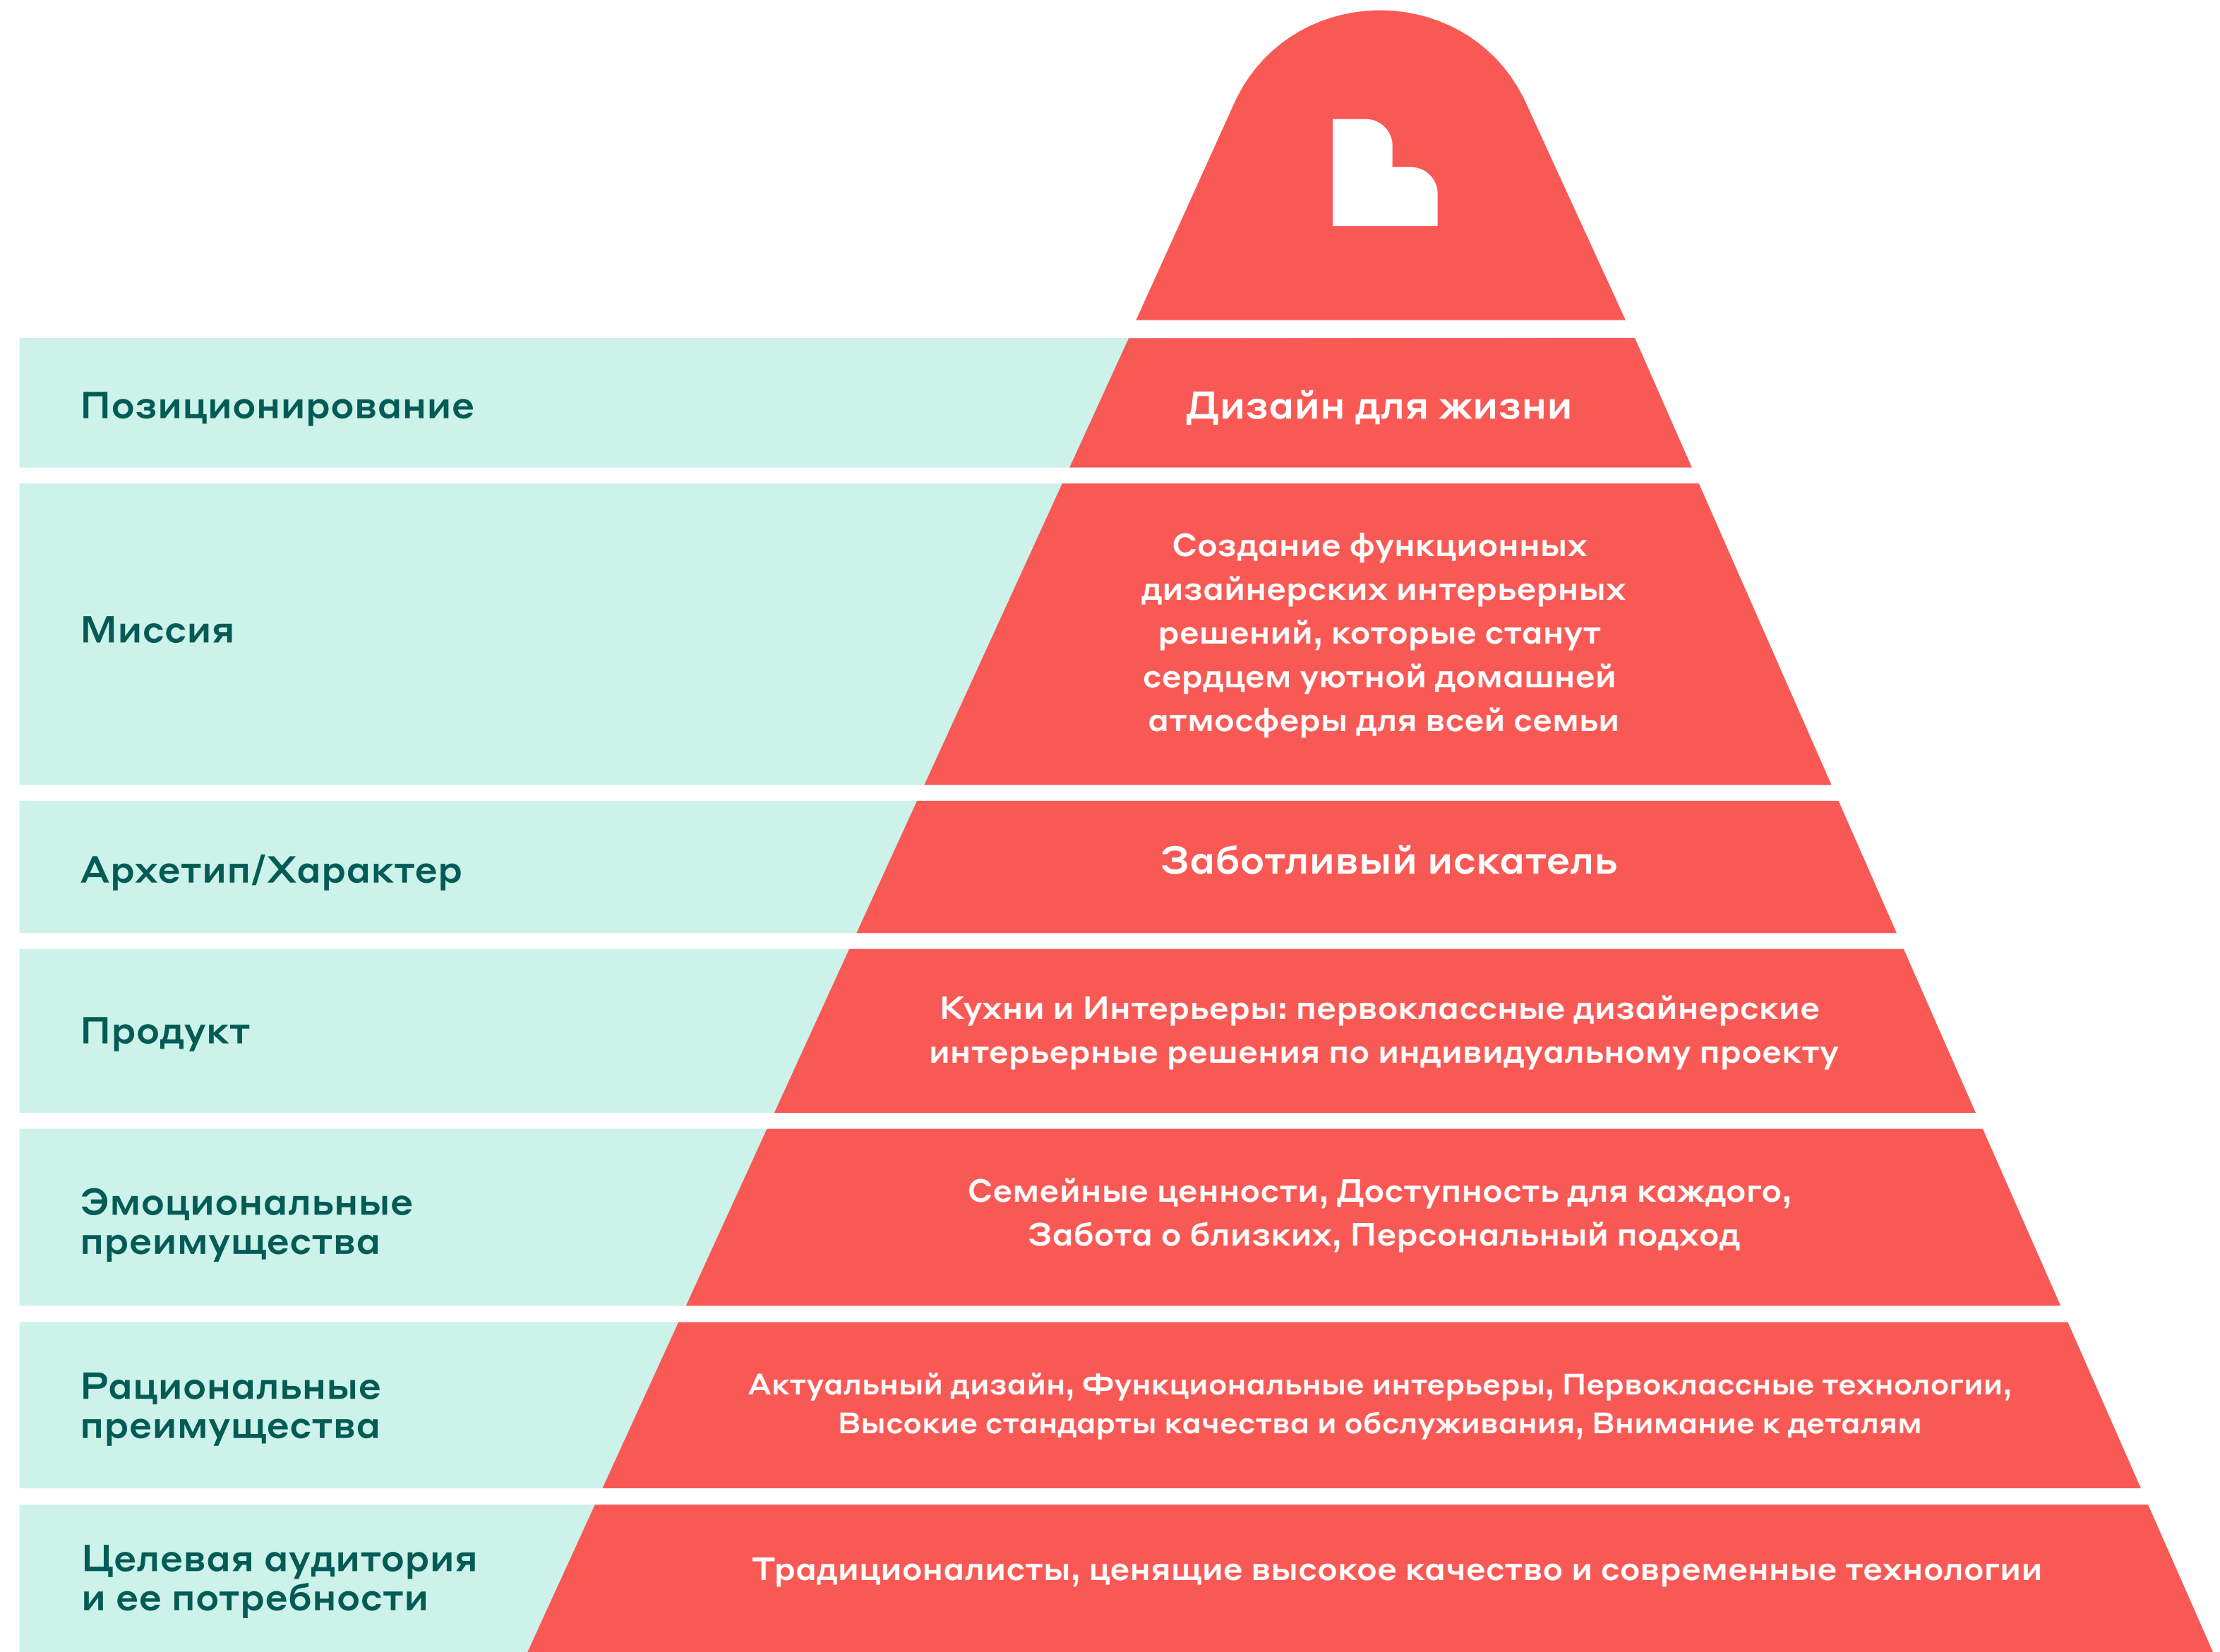 Позиционирование
Дизайн для жизни
Миссия
Создание функционных
дизайнерских интерьерных
решений, которые станут
сердцем уютной домашней
атмосферы для всей семьи
Архетип/Характер
Заботливый искатель
Продукт
Кухни и Интерьеры: первоклассные дизайнерские
интерьерные решения по индивидуальному проекту
Эмоциональные
преимущества
Семейные ценности, Доступность для каждого,
Забота о близких, Персональный подход
Рациональные
преимущества
Актуальный дизайн, Функциональные интерьеры, Первоклассные технологии,
Высокие стандарты качества и обслуживания, Внимание к деталям
Целевая аудитория
и ее потребности
Традиционалисты, ценящие высокое качество и современные технологии